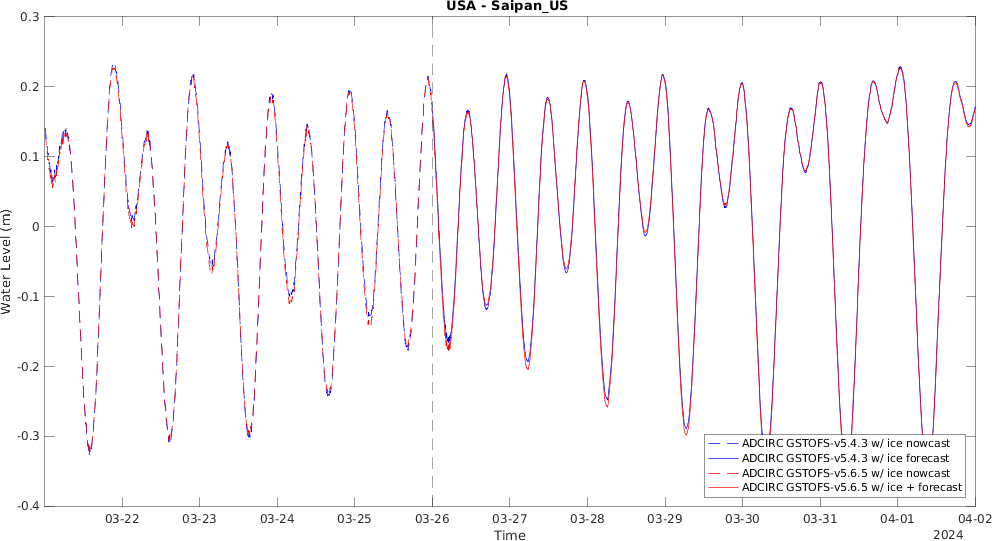 USA - Saipan_US
0.3
0.2
0.1
0
-0.1
-0.2
-0.3
-0.4
Water Level (m)
ADCIRC GSTOFS-v5.4.3 w/ ice nowcast
ADCIRC GSTOFS-v5.4.3 w/ ice forecast
ADCIRC GSTOFS-v5.6.5 w/ ice nowcast
ADCIRC GSTOFS-v5.6.5 w/ ice + forecast
03-22 03-23 03-24 03-25 03-26 03-27 03-28 03-29 03-30 03-31 04-01 04-02
Time 2024